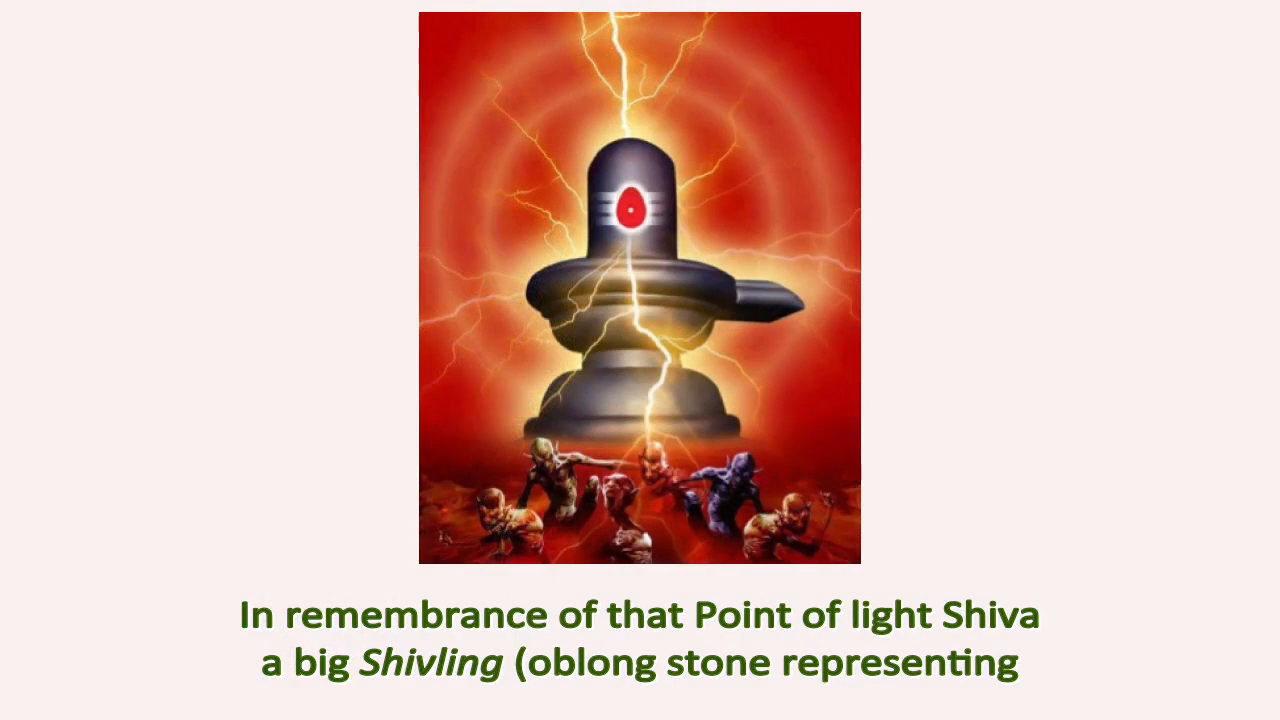 In remembrance of that Point of light Shiva
a big Shivling (oblong stone representing